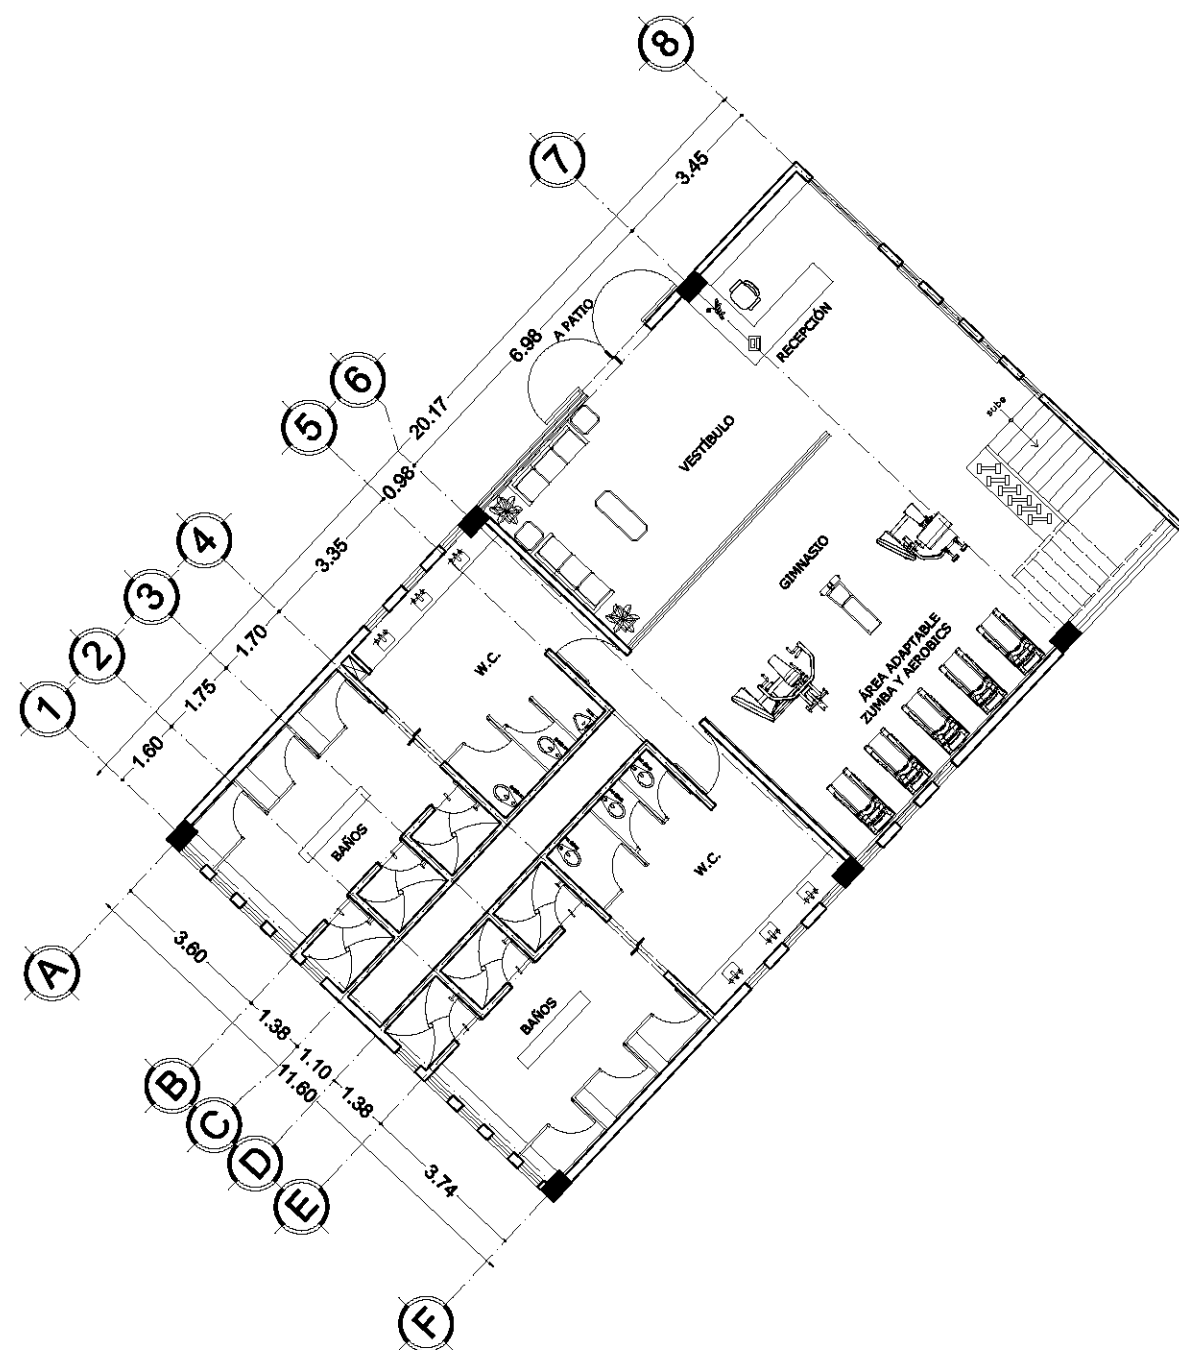 8
7
6
5
4
3
2
1
3.45
6.98
20.17
0.98
3.35
1.70
1.75
1.60
A PATIO
RECEPCIÓN
VESTÍBULO
sube
GIMNASIO
ÁREA ADAPTABLE
ZUMBA Y AEROBICS
W.C.
BAÑOS
W.C.
BAÑOS
A
B
C
D
E
F
3.60
1.38
1.10
11.60
1.38
3.74